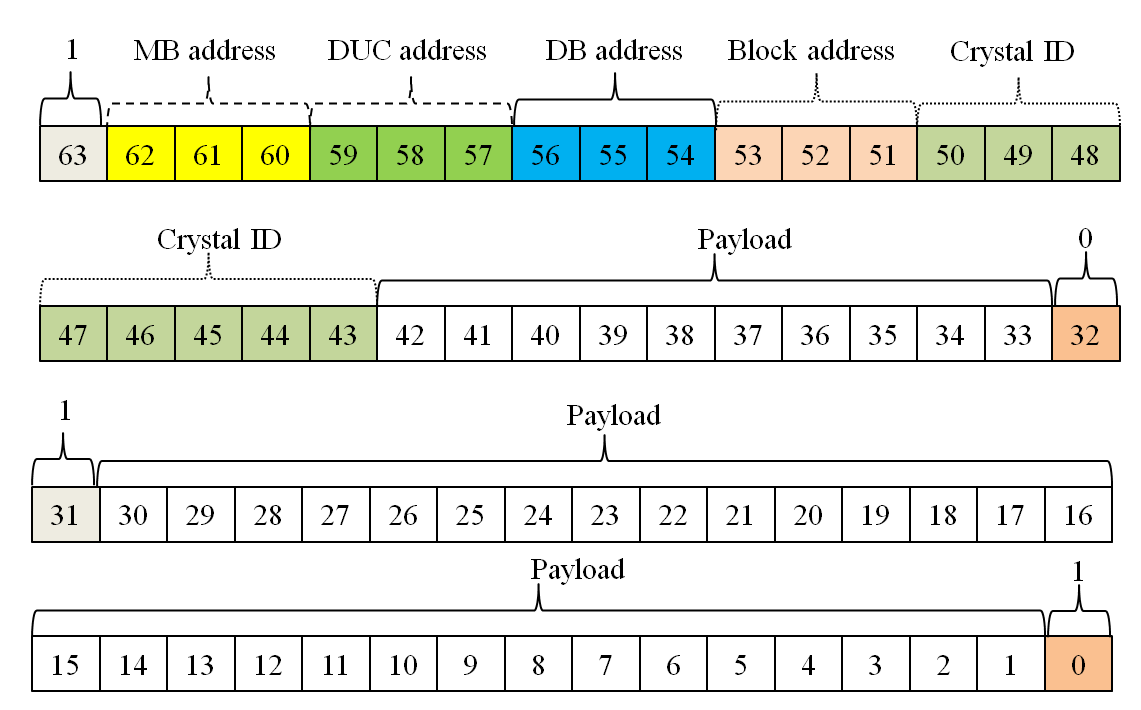 1 MB address DUC address DB address Block address Crystal ID
63 62 61 60 59 58 57 56 55 54 53 52 51 50 49 48
Crystal ID Payload 0
47 46 45 44 43 42 41 40 39 38 37 36 35 34 33 32
1 Payload
31 30 29 28 27 26 25 24 23 22 21 20 19 18 17 16
Payload 1
15 14 13 12 11 10 9 8 7 6 5 4 3 2 1 0